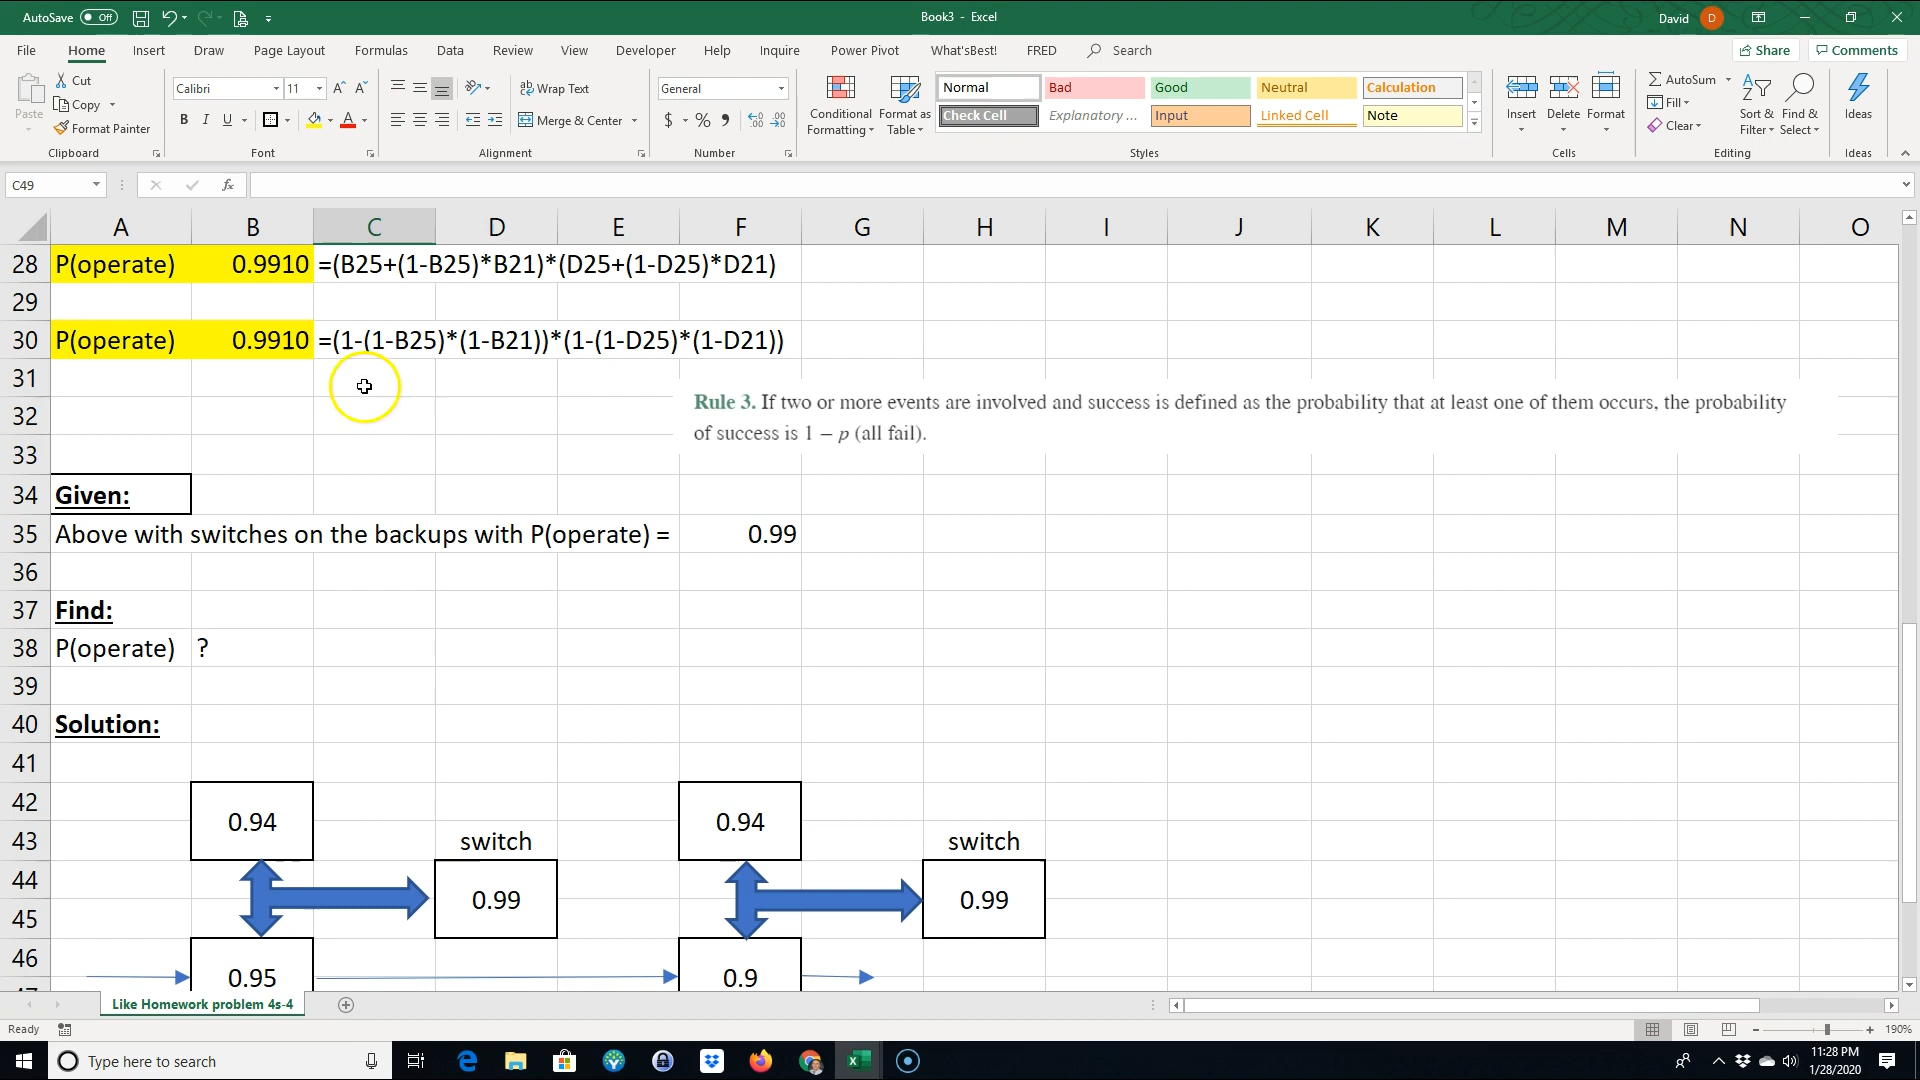 AutoSave Off Book3 - Excel David D
File Home Insert Draw Page Layout Formulas Data Review View Developer Help Inquire Power Pivot What'sBest! FRED Search Share Comments
Paste Cut Copy Format Painter Clipboard
Calibri 11 A^ Aˇ B I U A Font
ab Wrap Text Merge & Center Alignment
General $ % 9 Number
Conditional Formatting Format as Table Normal Bad Good Neutral Calculation
Check Cell Explanatory ... Input Linked Cell Note Styles
Insert Delete Format Cells
AutoSum Fill Clear Sort & Filter Find & Select Editing
Ideas Ideas
C49 fx
A B C D E F G H I J K L M N O
28 P(operate) 0.9910 =(B25+(1-B25)*B21)*(D25+(1-D25)*D21)
29
30 P(operate) 0.9910 =(1-(1-B25)*(1-B21))*(1-(1-D25)*(1-D21))
31
Rule 3. If two or more events are involved and success is defined as the probability that at least one of them occurs, the probability
32
of success is 1 – p (all fail).
33
34 Given:
35 Above with switches on the backups with P(operate) = 0.99
36
37 Find:
38 P(operate) ?
39
40 Solution:
41
42 0.94 0.94
43 switch switch
44 0.99 0.99
45
46 0.95 0.9
47
Like Homework problem 4s-4
Ready 190%
Type here to search 11:28 PM
1/28/2020